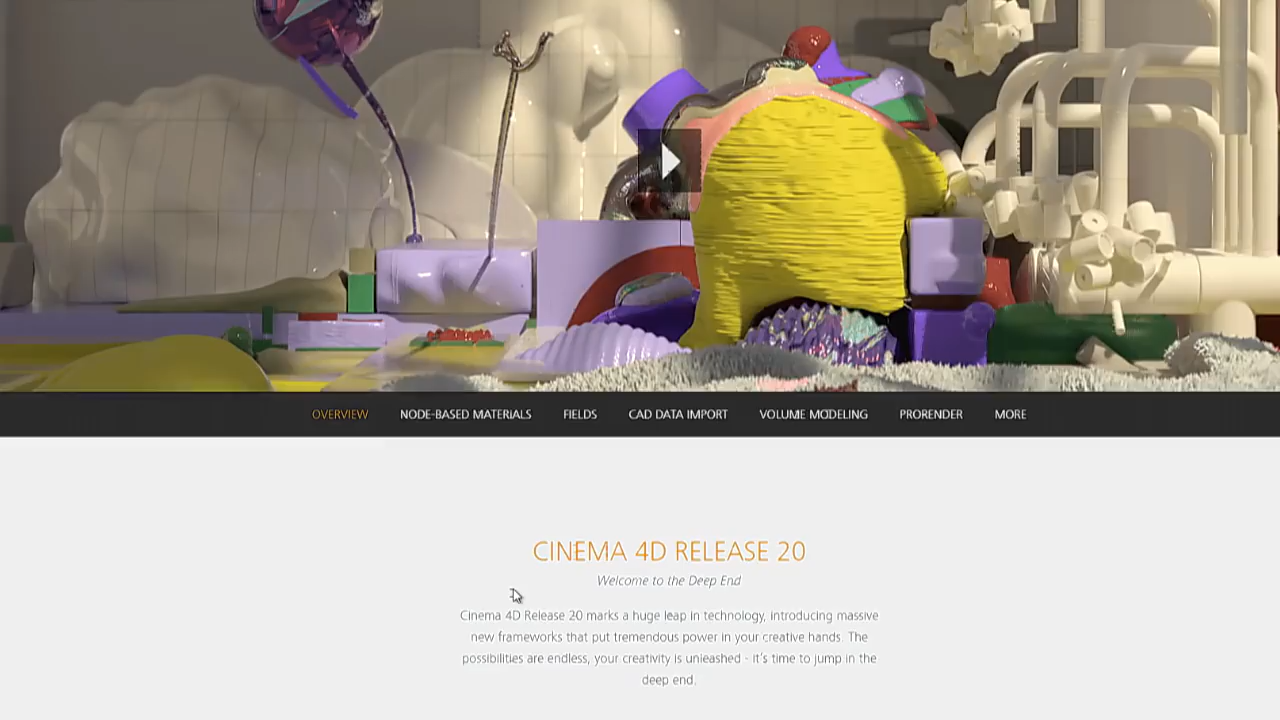 OVERVIEW NODE-BASED MATERIALS FIELDS CAD DATA IMPORT VOLUME MODELING PRORENDER MORE
CINEMA 4D RELEASE 20
Welcome to the Deep End
Cinema 4D Release 20 marks a huge leap in technology, introducing massive
new frameworks that put tremendous power in your creative hands. The
possibilities are endless, your creativity is unleashed - it's time to jump in the
deep end.